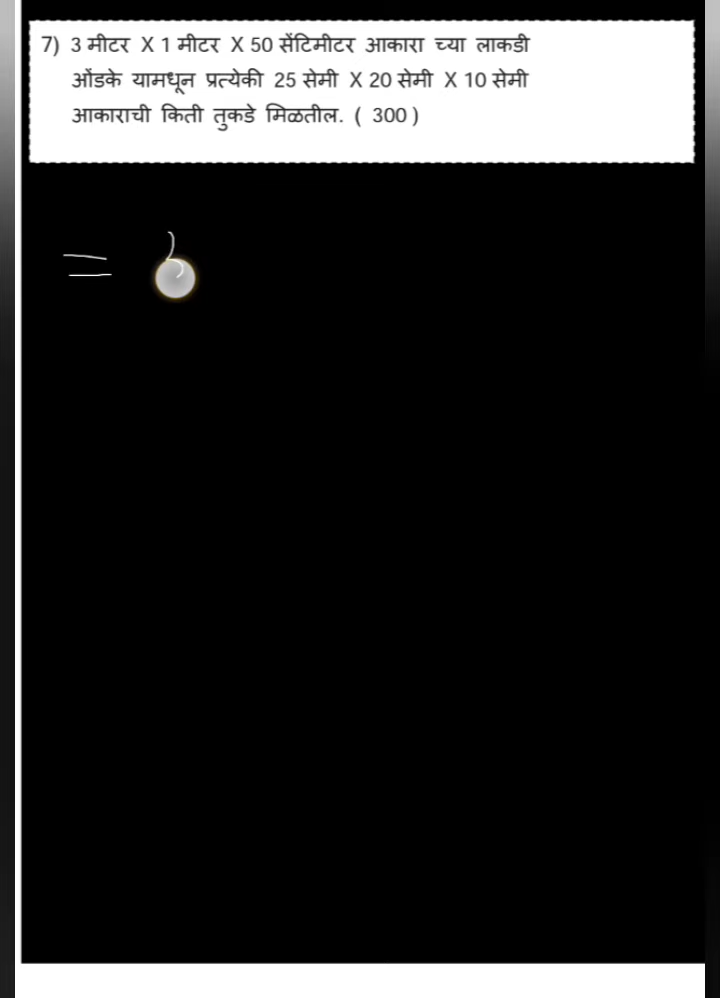 7) 3 मीटर X 1 मीटर X 50 सेंटिमीटर आकारा च्या लाकडी
ओंडके यामधून प्रत्येकी 25 सेमी X 20 सेमी X 10 सेमी
आकाराची किती तुकडे मिळतील. ( 300 )
=